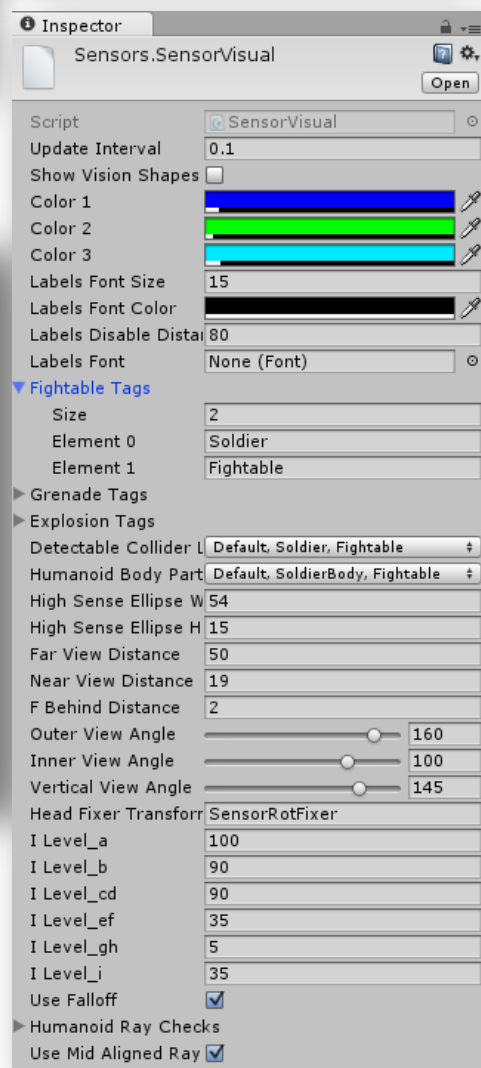 Inspector
Sensors.SensorVisual
Open
Script SensorVisual
Update Interval 0.1
Show Vision Shapes
Color 1
Color 2
Color 3
Labels Font Size 15
Labels Font Color
Labels Disable Distan 80
Labels Font None (Font)
Fightable Tags
Size 2
Element 0 Soldier
Element 1 Fightable
Grenade Tags
Explosion Tags
Detectable Collider L Default, Soldier, Fightable
Humanoid Body Part Default, SoldierBody, Fightable
High Sense Ellipse W 54
High Sense Ellipse H 15
Far View Distance 50
Near View Distance 19
F Behind Distance 2
Outer View Angle 160
Inner View Angle 100
Vertical View Angle 145
Head Fixer Transform SensorRotFixer
I Level_a 100
I Level_b 90
I Level_cd 90
I Level_ef 35
I Level_gh 5
I Level_i 35
Use Falloff
Humanoid Ray Checks
Use Mid Aligned Ray